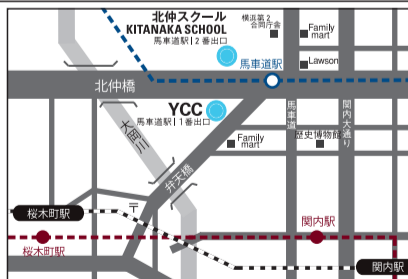 北仲スクール
KITANAKA SCHOOL
馬車道駅|2番出口
横浜第2
合同庁舎
Family
mart
Lawson
馬車道駅
北仲橋
YCC
馬車道駅|1番出口
大岡川
弁天橋
馬車道
関内大通り
Family
mart
歴史博物館
桜木町駅
〒
桜木町駅
関内駅
関内駅